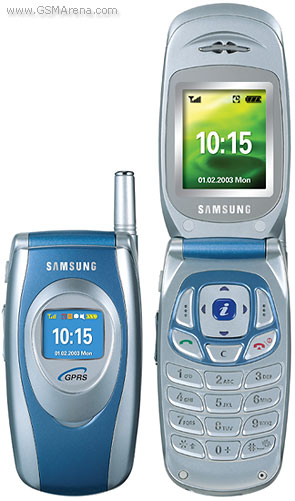 www.GSMArena.com
SAMSUNG
10:15
01.02.2003 Mon
GPRS
10:15
01.02.2003 Mon
SAMSUNG
i
C
1
2ABC
3DEF
4GHI
5JKL
6MNO
7PQRS
8TUV
9WXYZ
*
0+
#